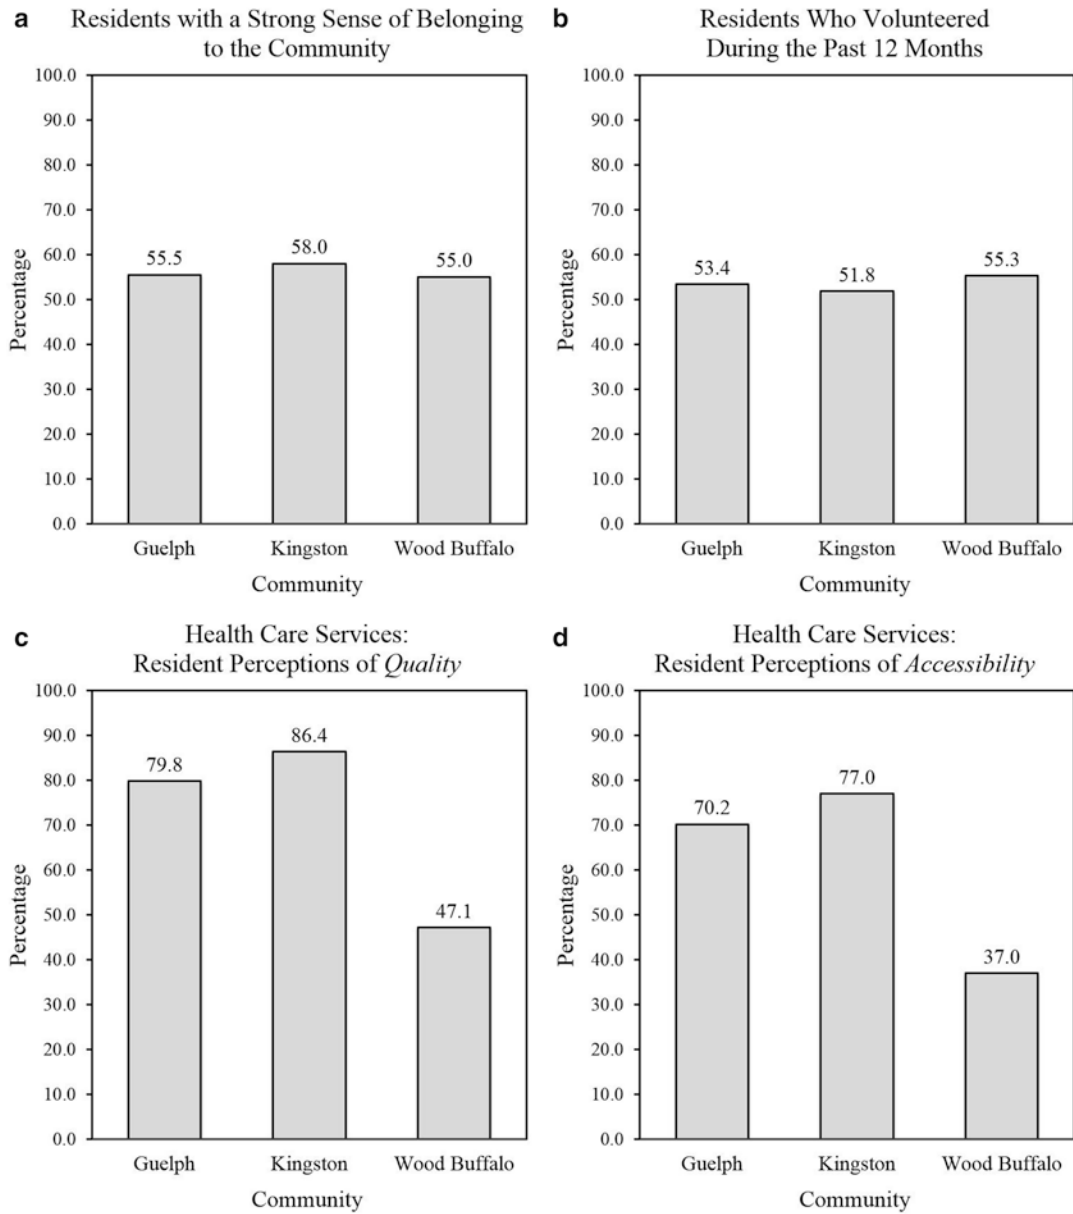 a
Residents with a Strong Sense of Belonging
to the Community
100.0
90.0
80.0
70.0
60.0
50.0
40.0
30.0
20.0
10.0
0.0
Percentage
55.5
58.0
55.0
Guelph
Kingston
Wood Buffalo
Community
b
Residents Who Volunteered
During the Past 12 Months
100.0
90.0
80.0
70.0
60.0
50.0
40.0
30.0
20.0
10.0
0.0
Percentage
53.4
51.8
55.3
Guelph
Kingston
Wood Buffalo
Community
c
Health Care Services:
Resident Perceptions of Quality
100.0
90.0
80.0
70.0
60.0
50.0
40.0
30.0
20.0
10.0
0.0
Percentage
79.8
86.4
47.1
Guelph
Kingston
Wood Buffalo
Community
d
Health Care Services:
Resident Perceptions of Accessibility
100.0
90.0
80.0
70.0
60.0
50.0
40.0
30.0
20.0
10.0
0.0
Percentage
70.2
77.0
37.0
Guelph
Kingston
Wood Buffalo
Community